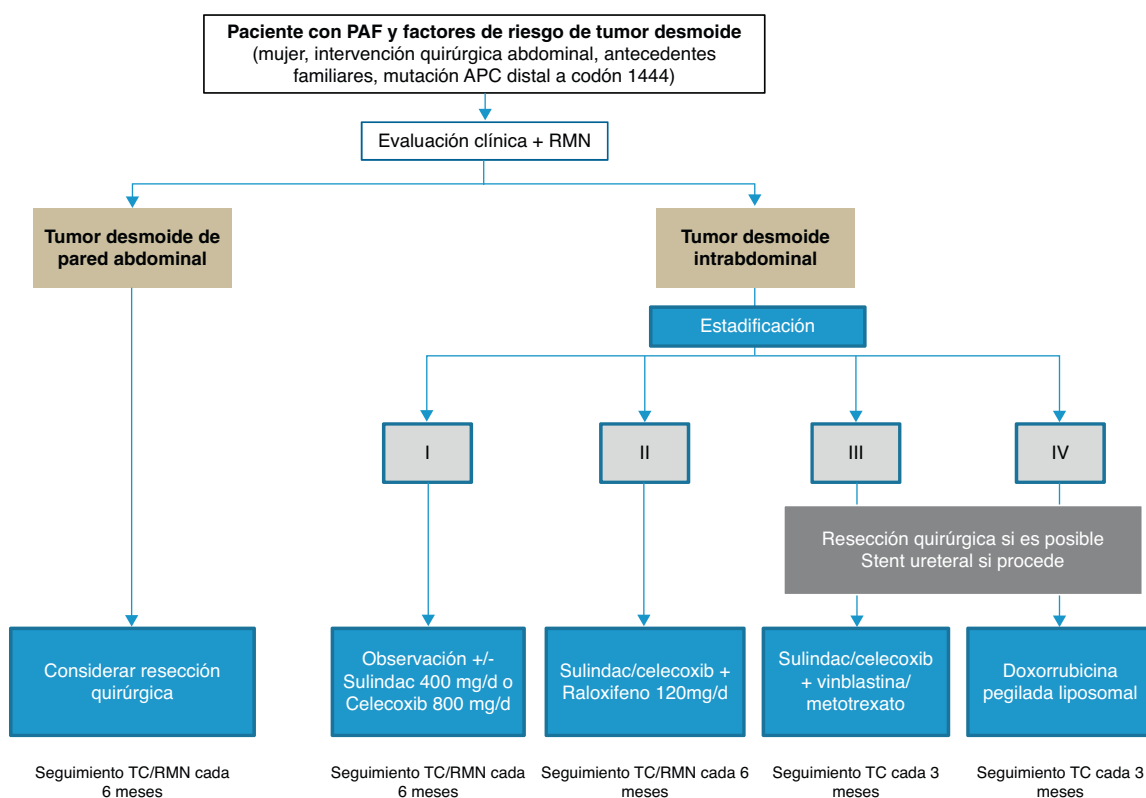 Paciente con PAF y factores de riesgo de tumor desmoide
(mujer, intervención quirúrgica abdominal, antecedentes
familiares, mutación APC distal a codón 1444)
Evaluación clínica + RMN
Tumor desmoide de
pared abdominal
Tumor desmoide
intrabdominal
Estadificación
I
II
III
IV
Resección quirúrgica si es posible
Stent ureteral si procede
Considerar resección
quirúrgica
Observación +/-
Sulindac 400 mg/d o
Celecoxib 800 mg/d
Sulindac/celecoxib +
Raloxifeno 120mg/d
Sulindac/celecoxib
+ vinblastina/
metotrexato
Doxorrubicina
pegilada liposomal
Seguimiento TC/RMN cada
6 meses
Seguimiento TC/RMN cada
6 meses
Seguimiento TC/RMN cada 6
meses
Seguimiento TC cada 3
meses
Seguimiento TC cada 3
meses